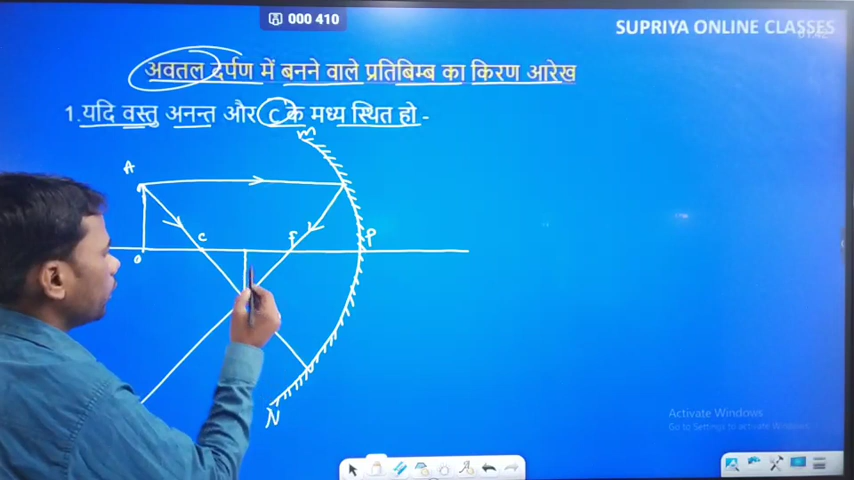 000 410
SUPRIYA ONLINE CLASSES
अवतल दर्पण में बनने वाले प्रतिबिम्ब का किरण आरेख
1.यदि वस्तु अनन्त और C के मध्य स्थित हो -
M
A
C
F
P
O
N
Activate Windows
Go to Settings to activate Windows.